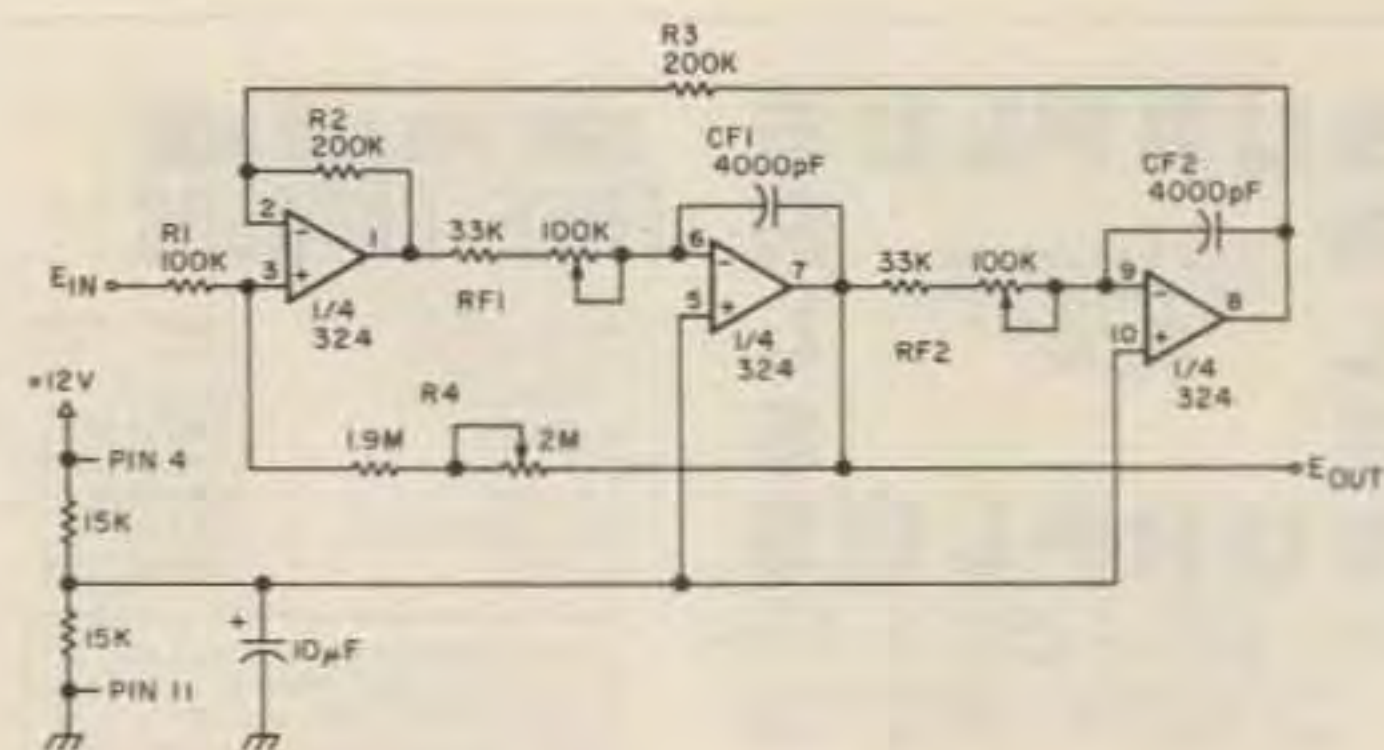 R3
200K
R2
200K
CF1
4000pF
CF2
4000pF
R1
100K
2
-
3
+
1
33K
100K
6
-
5
+
7
33K
100K
9
-
10
+
8
EIN
1/4
324
RF1
1/4
324
RF2
1/4
324
+12V
R4
PIN 4
1.9M
2M
EOUT
15K
15K
+
10µF
PIN 11